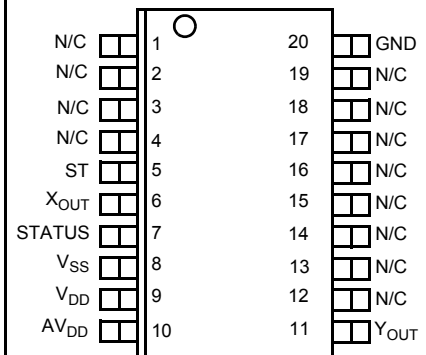 N/C 1 20 GND
N/C 2 19 N/C
N/C 3 18 N/C
N/C 4 17 N/C
ST 5 16 N/C
XOUT 6 15 N/C
STATUS 7 14 N/C
VSS 8 13 N/C
VDD 9 12 N/C
AVDD 10 11 YOUT